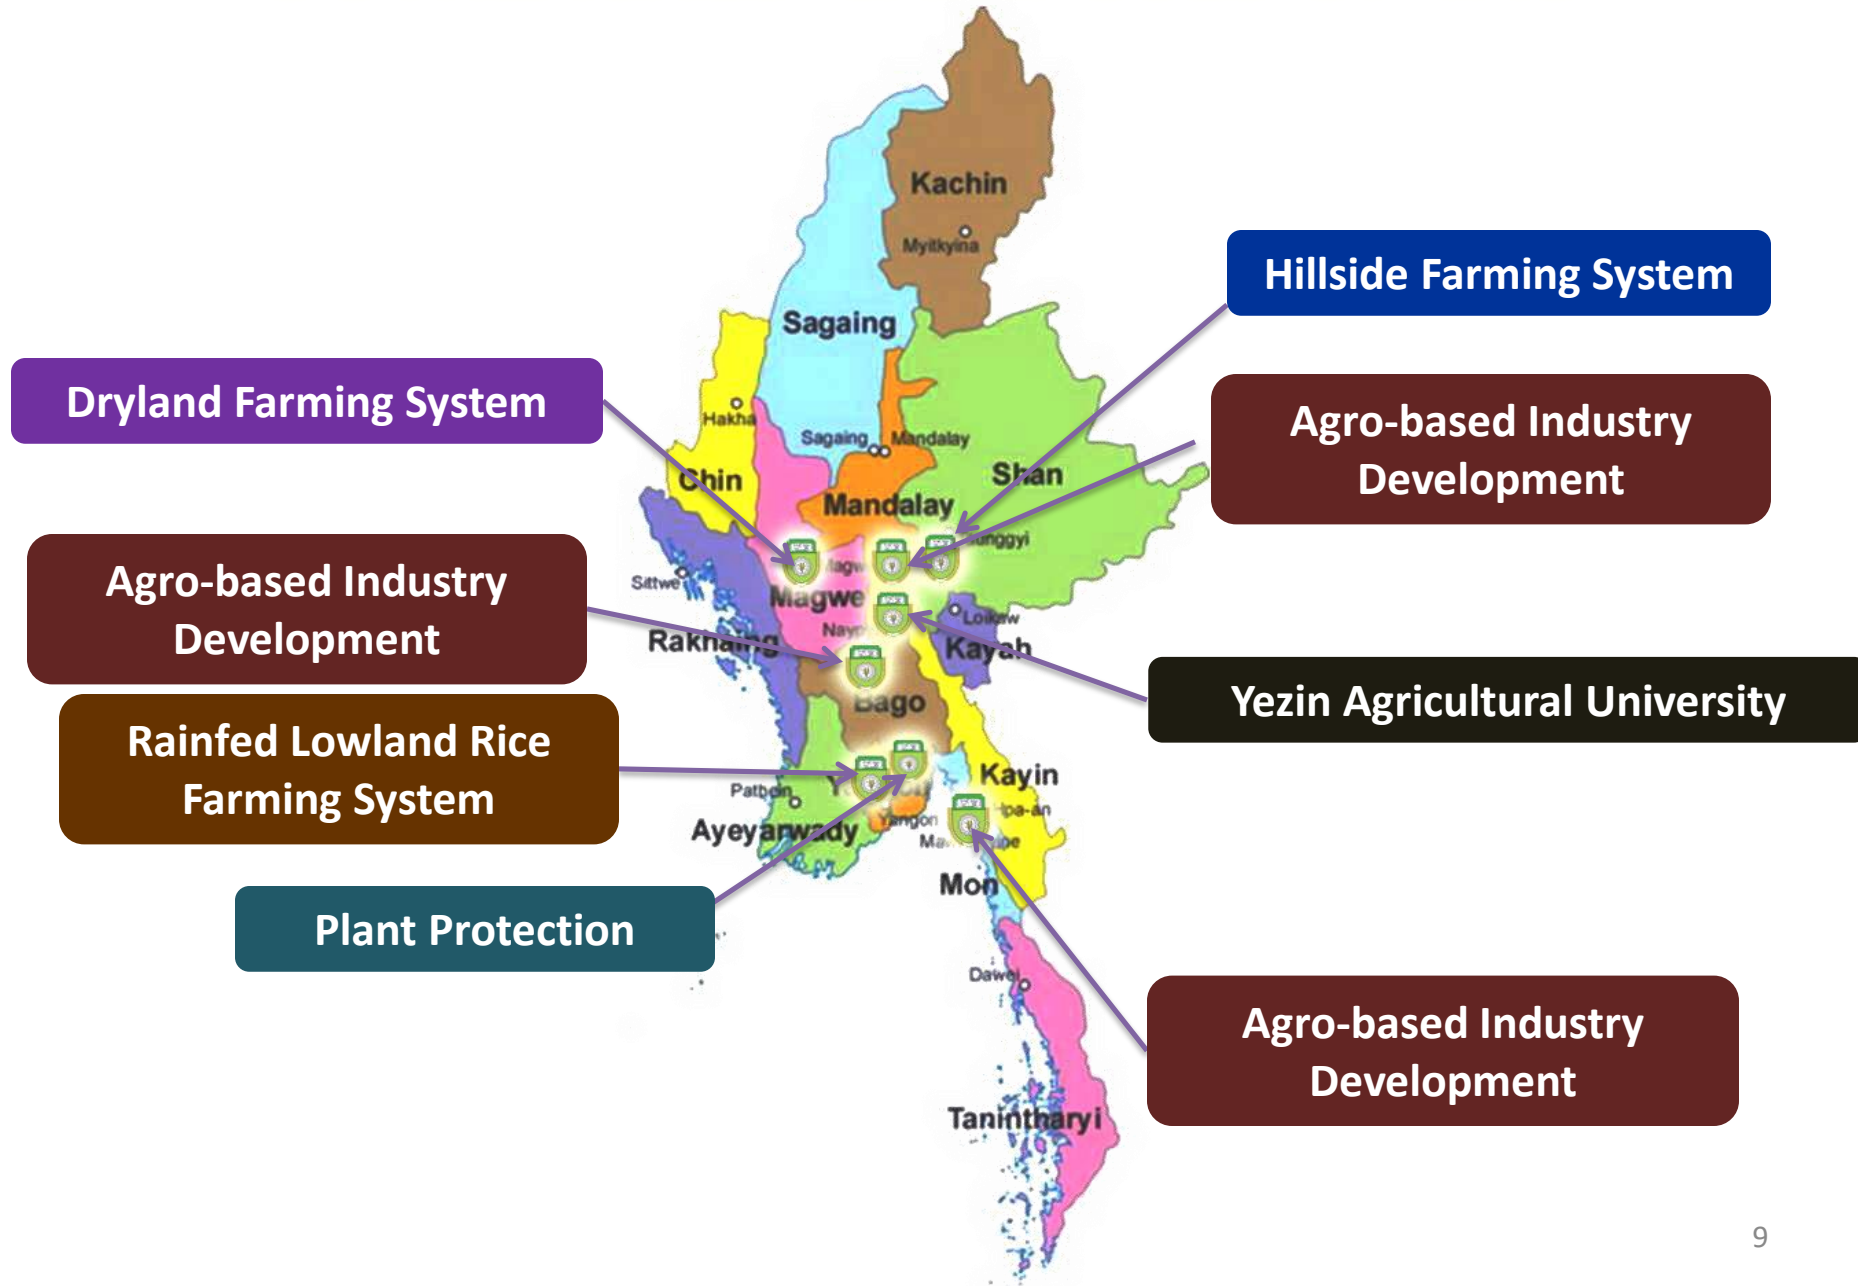 Kachin
Myitkyina
Hillside Farming System
Sagaing
Dryland Farming System
Hakha
Agro-based Industry
Development
Sagaing
Mandalay
Chin
Shan
Mandalay
Agro-based Industry
Development
Sittwe
Magwe
Loikaw
Rakhaing
Kayah
Yezin Agricultural University
Bago
Rainfed Lowland Rice
Farming System
Kayin
Pathein
Yangon
Ayeyarwady
Mon
Plant Protection
Dawei
Agro-based Industry
Development
Tanintharyi
9